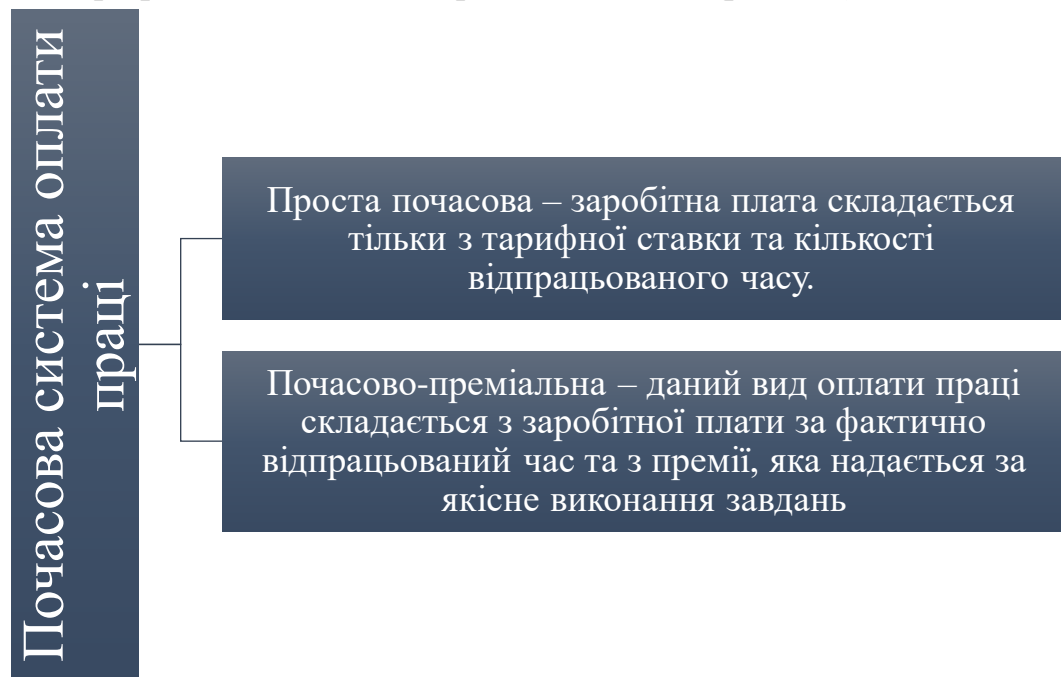 Почасова система оплати
праці
Проста почасова – заробітна плата складається
тільки з тарифної ставки та кількості
відпрацьованого часу.
Почасово-преміальна – даний вид оплати праці
складається з заробітної плати за фактично
відпрацьований час та з премії, яка надається за
якісне виконання завдань